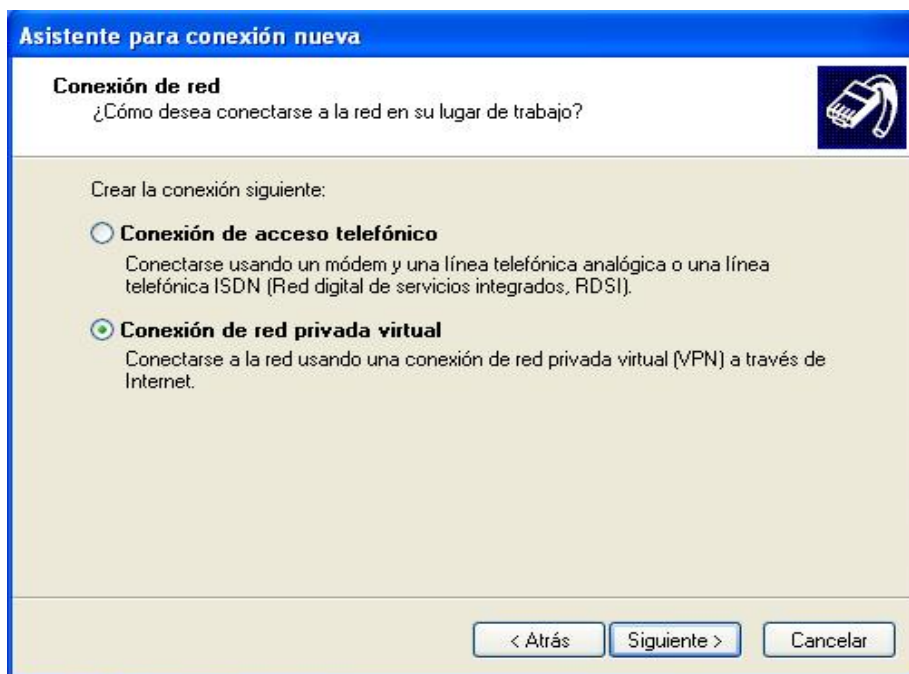 Asistente para conexión nueva
Conexión de red
¿Cómo desea conectarse a la red en su lugar de trabajo?
Crear la conexión siguiente:
Conexión de acceso telefónico
Conectarse usando un módem y una línea telefónica analógica o una línea
telefónica ISDN (Red digital de servicios integrados, RDSI).
Conexión de red privada virtual
Conectarse a la red usando una conexión de red privada virtual (VPN) a través de
Internet.
< Atrás Siguiente > Cancelar